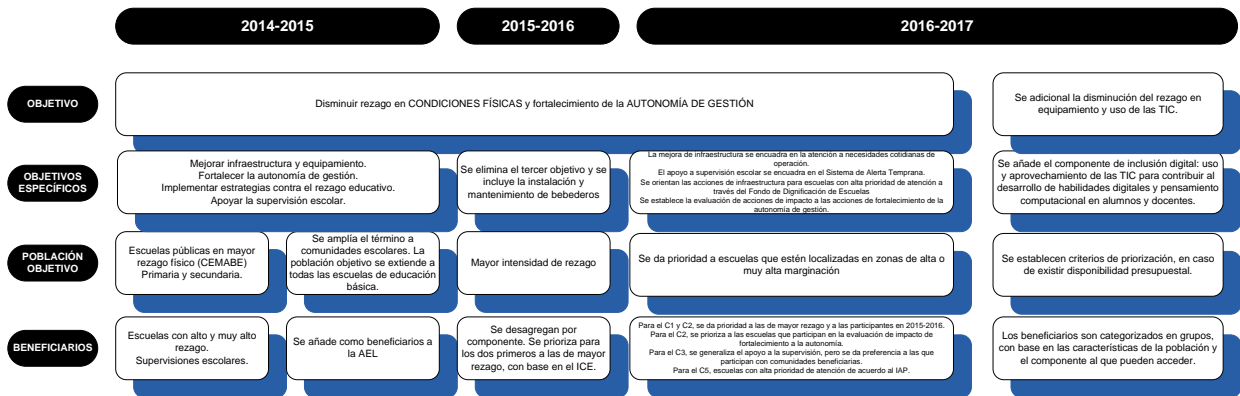 2014-2015
2015-2016
2016-2017
OBJETIVO
Disminuir rezago en CONDICIONES FÍSICAS y fortalecimiento de la AUTONOMÍA DE GESTIÓN
Se adicional la disminución del rezago en
equipamiento y uso de las TIC.
OBJETIVOS
ESPECÍFICOS
Mejorar infraestructura y equipamiento.
Fortalecer la autonomía de gestión.
Implementar estrategias contra el rezago educativo.
Apoyar la supervisión escolar.
Se elimina el tercer objetivo y se
incluye la instalación y
mantenimiento de bebederos
La mejora de infraestructura se encuadra en la atención a necesidades cotidianas de
operación.
El apoyo a supervisión escolar se encuadra en el Sistema de Alerta Temprana.
Se orientan las acciones de infraestructura para escuelas con alta prioridad de atención a
través del Fondo de Dignificación de Escuelas
Se establece la evaluación de acciones de impacto a las acciones de fortalecimiento de la
autonomía de gestión.
Se añade el componente de inclusión digital: uso
y aprovechamiento de las TIC para contribuir al
desarrollo de habilidades digitales y pensamiento
computacional en alumnos y docentes.
POBLACIÓN
OBJETIVO
Escuelas públicas en mayor
rezago físico (CEMABE)
Primaria y secundaria.
Se amplía el término a
comunidades escolares. La
población objetivo se extiende a
todas las escuelas de educación
básica.
Mayor intensidad de rezago
Se da prioridad a escuelas que estén localizadas en zonas de alta o
muy alta marginación
Se establecen criterios de priorización, en caso
de existir disponibilidad presupuestal.
BENEFICIARIOS
Escuelas con alto y muy alto
rezago.
Supervisiones escolares.
Se añade como beneficiarios a
la AEL
Se desagregan por
componente. Se prioriza para
los dos primeros a las de mayor
rezago, con base en el ICE.
Para el C1 y C2, se da prioridad a las de mayor rezago y a las participantes en 2015-2016.
Para el C2, se prioriza a las escuelas que participan en la evaluación de impacto de
fortalecimiento a la autonomía.
Para el C3, se generaliza el apoyo a la supervisión, pero se da preferencia a las que
participan con comunidades beneficiarias.
Para el C5, escuelas con alta prioridad de atención de acuerdo al IAP.
Los beneficiarios son categorizados en grupos,
con base en las características de la población y
el componente al que pueden acceder.